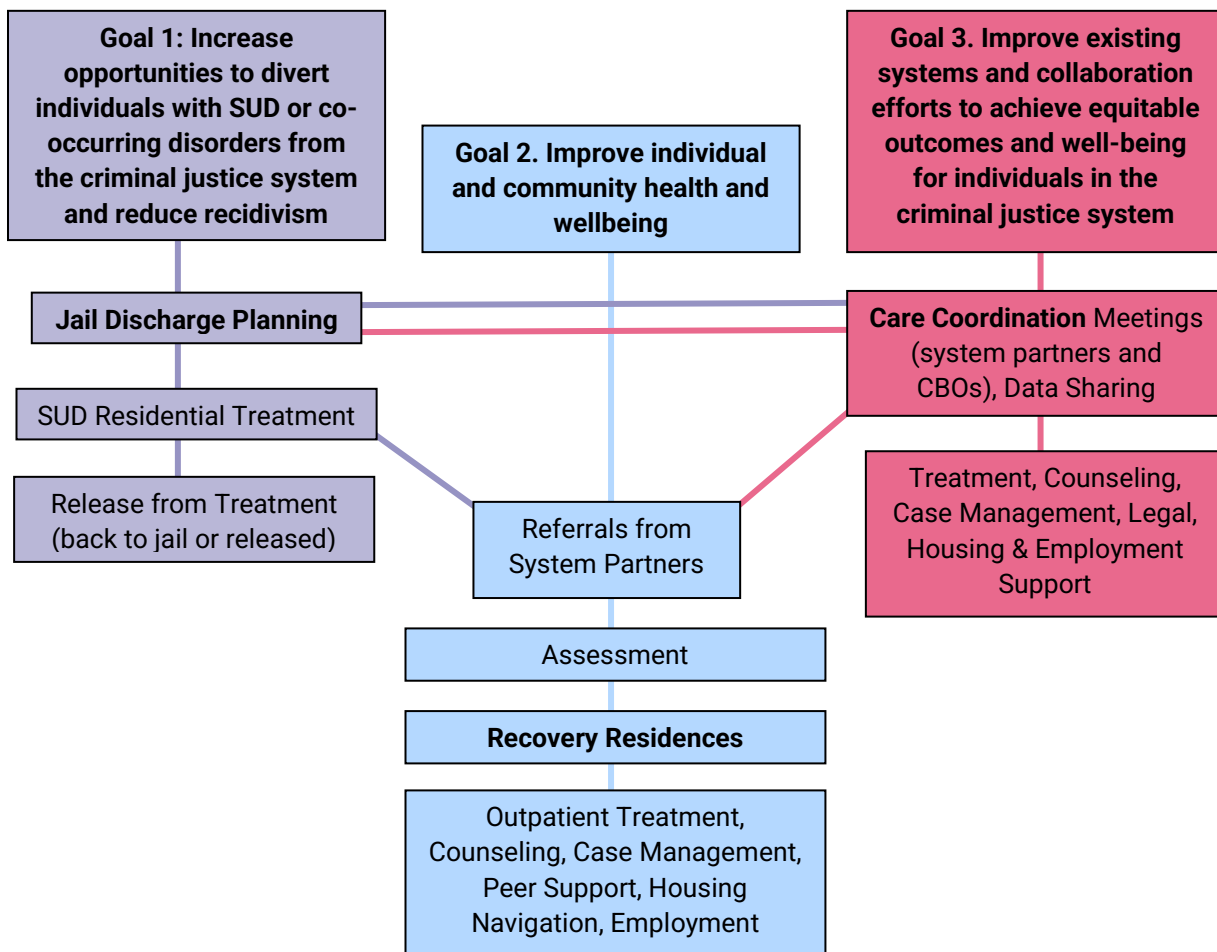 Goal 1: Increase
opportunities to divert
individuals with SUD or co-
occurring disorders from
the criminal justice system
and reduce recidivism
Goal 2. Improve individual
and community health and
wellbeing
Goal 3. Improve existing
systems and collaboration
efforts to achieve equitable
outcomes and well-being
for individuals in the
criminal justice system
Jail Discharge Planning
Care Coordination Meetings
(system partners and
CBOs), Data Sharing
SUD Residential Treatment
Release from Treatment
(back to jail or released)
Treatment, Counseling,
Case Management, Legal,
Housing & Employment
Support
Referrals from
System Partners
Assessment
Recovery Residences
Outpatient Treatment,
Counseling, Case Management,
Peer Support, Housing
Navigation, Employment